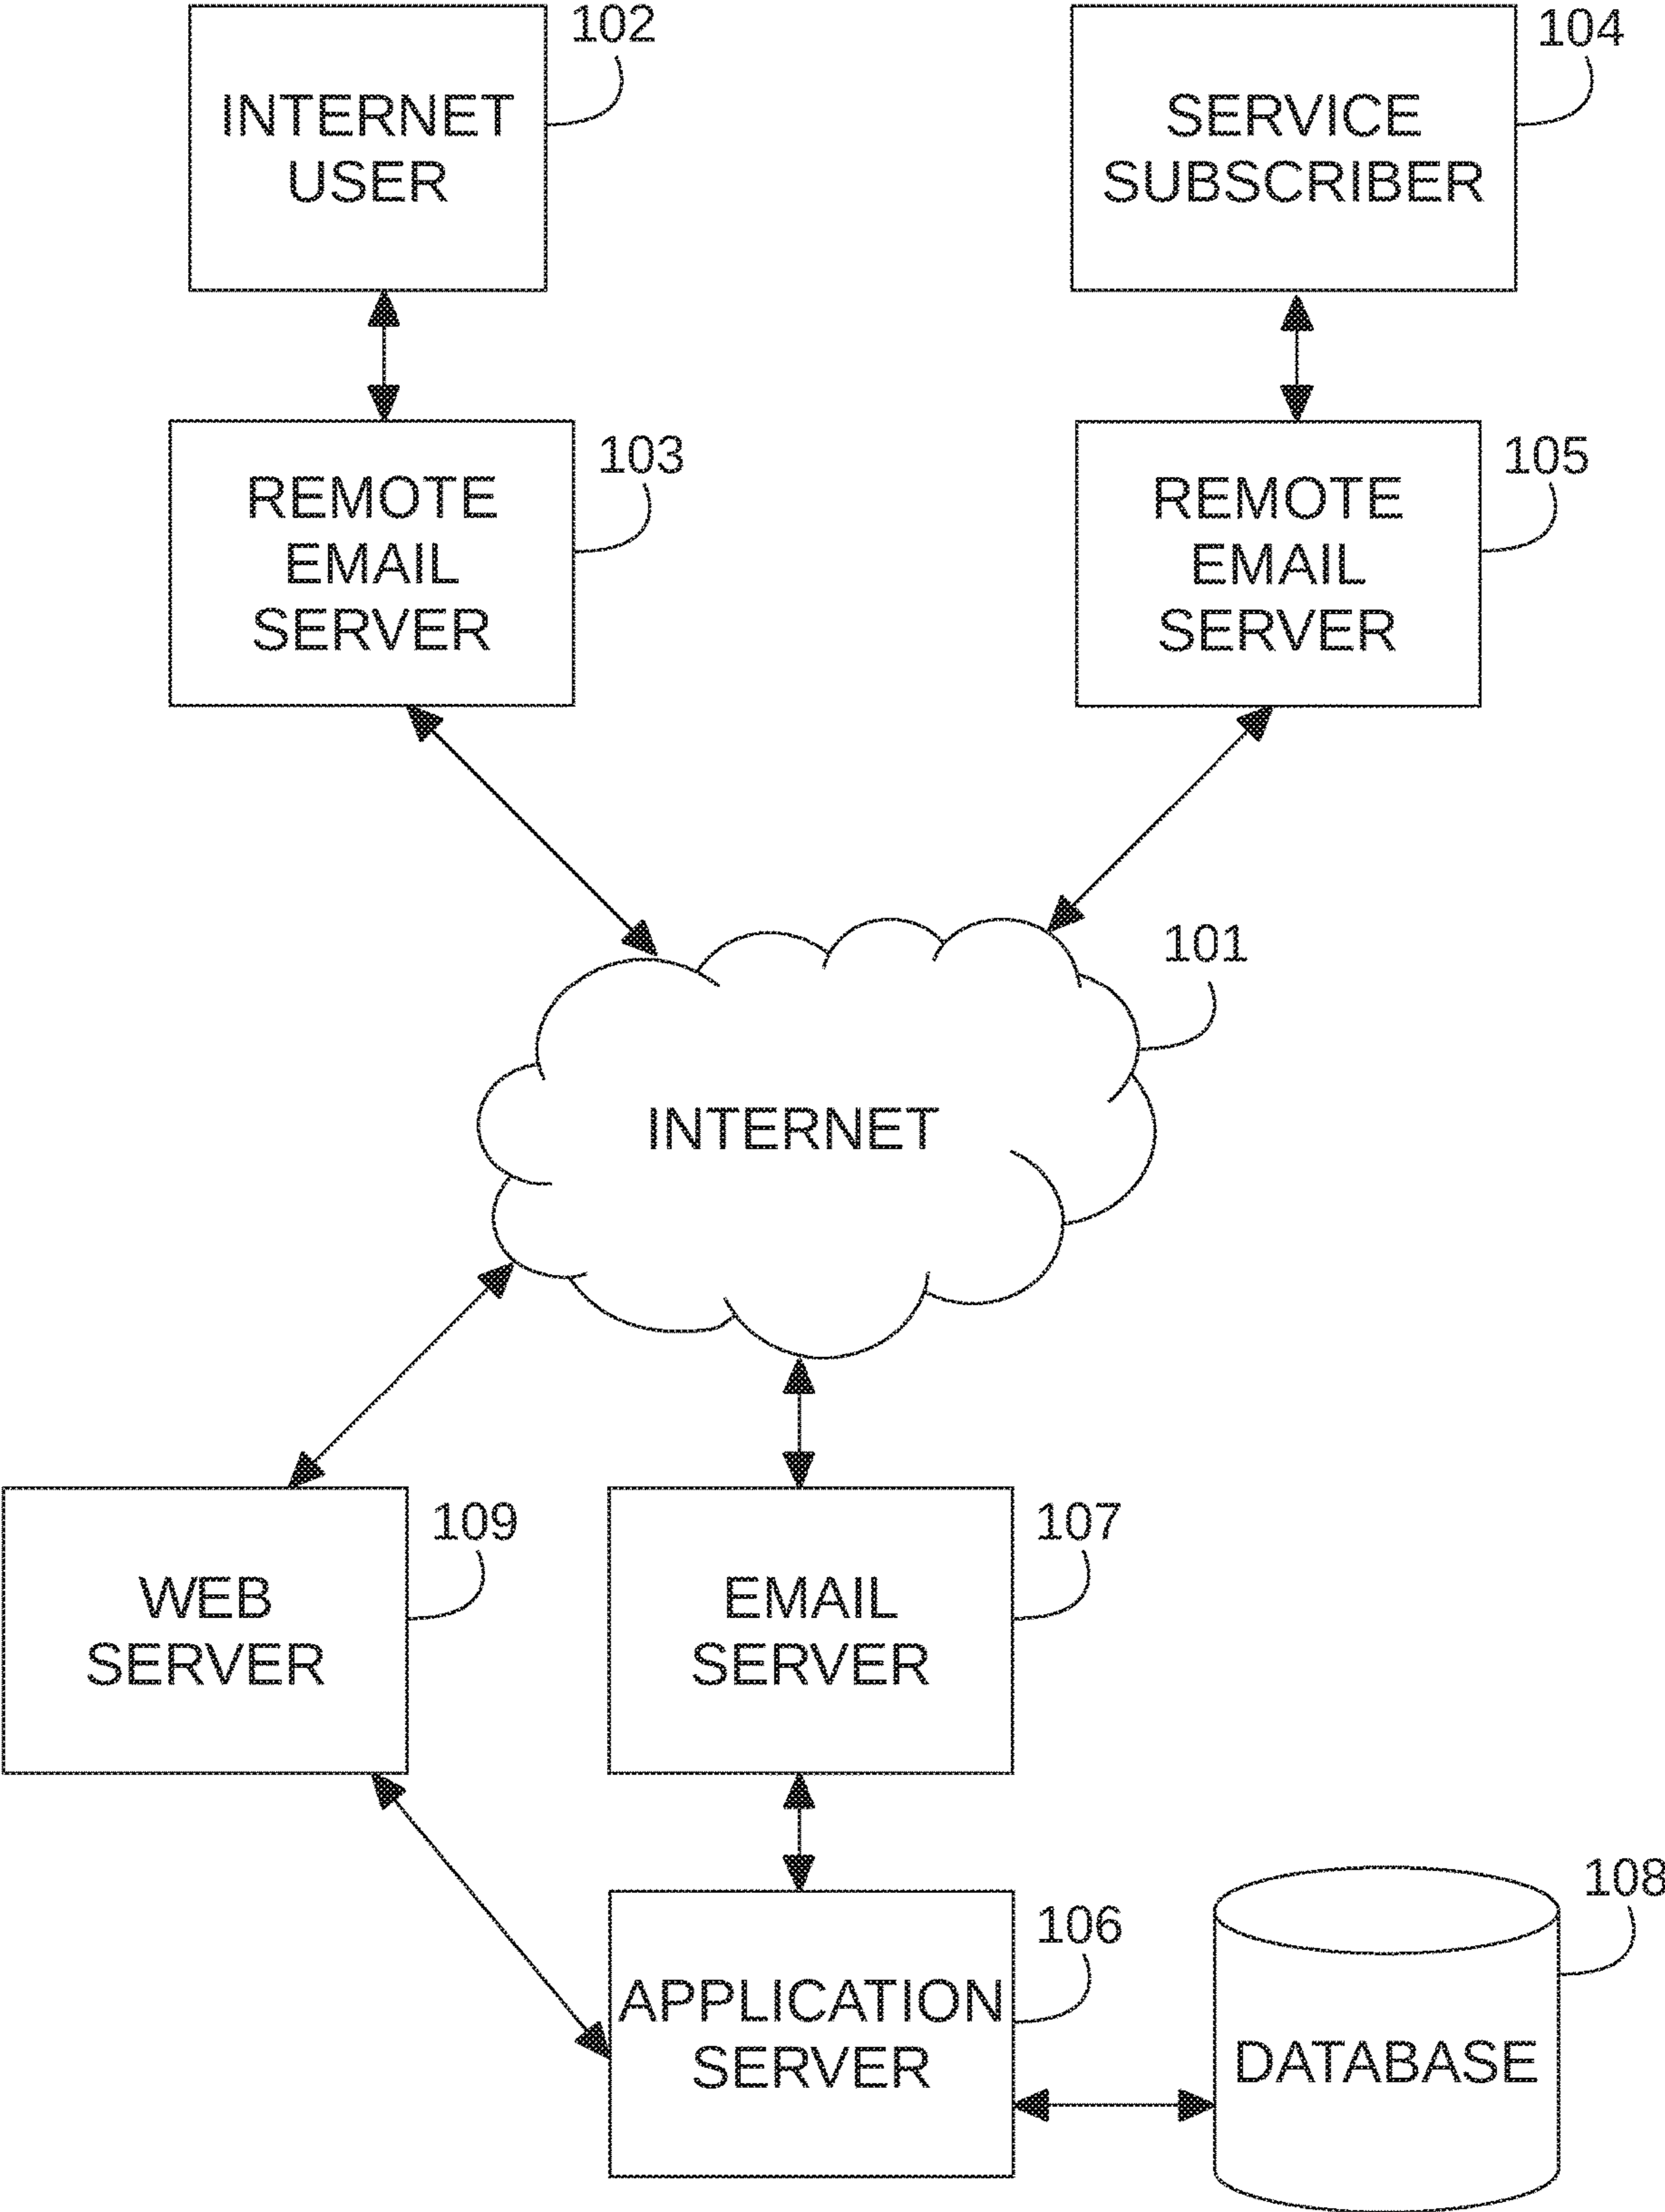 102
INTERNET
USER
104
SERVICE
SUBSCRIBER
103
REMOTE
EMAIL
SERVER
105
REMOTE
EMAIL
SERVER
101
INTERNET
109
WEB
SERVER
107
EMAIL
SERVER
106
APPLICATION
SERVER
108
DATABASE